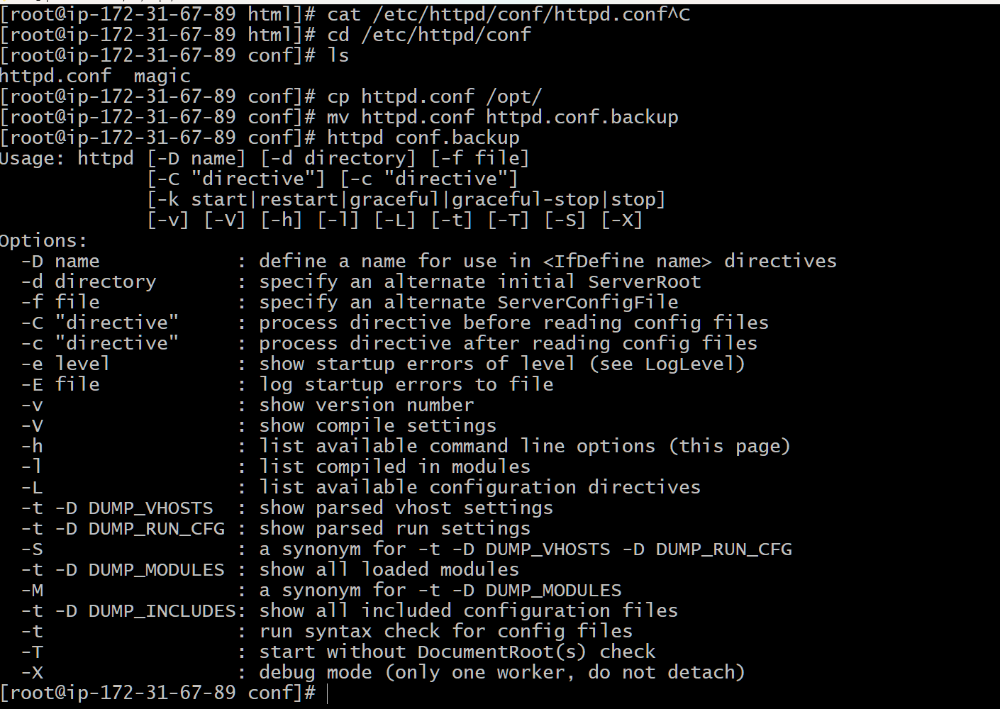 [root@ip-172-31-67-89 html]# cat /etc/httpd/conf/httpd.conf^C
[root@ip-172-31-67-89 html]# cd /etc/httpd/conf
[root@ip-172-31-67-89 conf]# ls
httpd.conf  magic
[root@ip-172-31-67-89 conf]# cp httpd.conf /opt/
[root@ip-172-31-67-89 conf]# mv httpd.conf httpd.conf.backup
[root@ip-172-31-67-89 conf]# httpd conf.backup
Usage: httpd [-D name] [-d directory] [-f file]
             [-C "directive"] [-c "directive"]
             [-k start|restart|graceful|graceful-stop|stop]
             [-v] [-V] [-h] [-l] [-L] [-t] [-T] [-S] [-X]
Options:
  -D name            : define a name for use in <IfDefine name> directives
  -d directory       : specify an alternate initial ServerRoot
  -f file            : specify an alternate ServerConfigFile
  -C "directive"     : process directive before reading config files
  -c "directive"     : process directive after reading config files
  -e level           : show startup errors of level (see LogLevel)
  -E file            : log startup errors to file
  -v                 : show version number
  -V                 : show compile settings
  -h                 : list available command line options (this page)
  -l                 : list compiled in modules
  -L                 : list available configuration directives
  -t -D DUMP_VHOSTS  : show parsed vhost settings
  -t -D DUMP_RUN_CFG : show parsed run settings
  -S                 : a synonym for -t -D DUMP_VHOSTS -D DUMP_RUN_CFG
  -t -D DUMP_MODULES : show all loaded modules
  -M                 : a synonym for -t -D DUMP_MODULES
  -t -D DUMP_INCLUDES: show all included configuration files
  -t                 : run syntax check for config files
  -T                 : start without DocumentRoot(s) check
  -X                 : debug mode (only one worker, do not detach)
[root@ip-172-31-67-89 conf]#